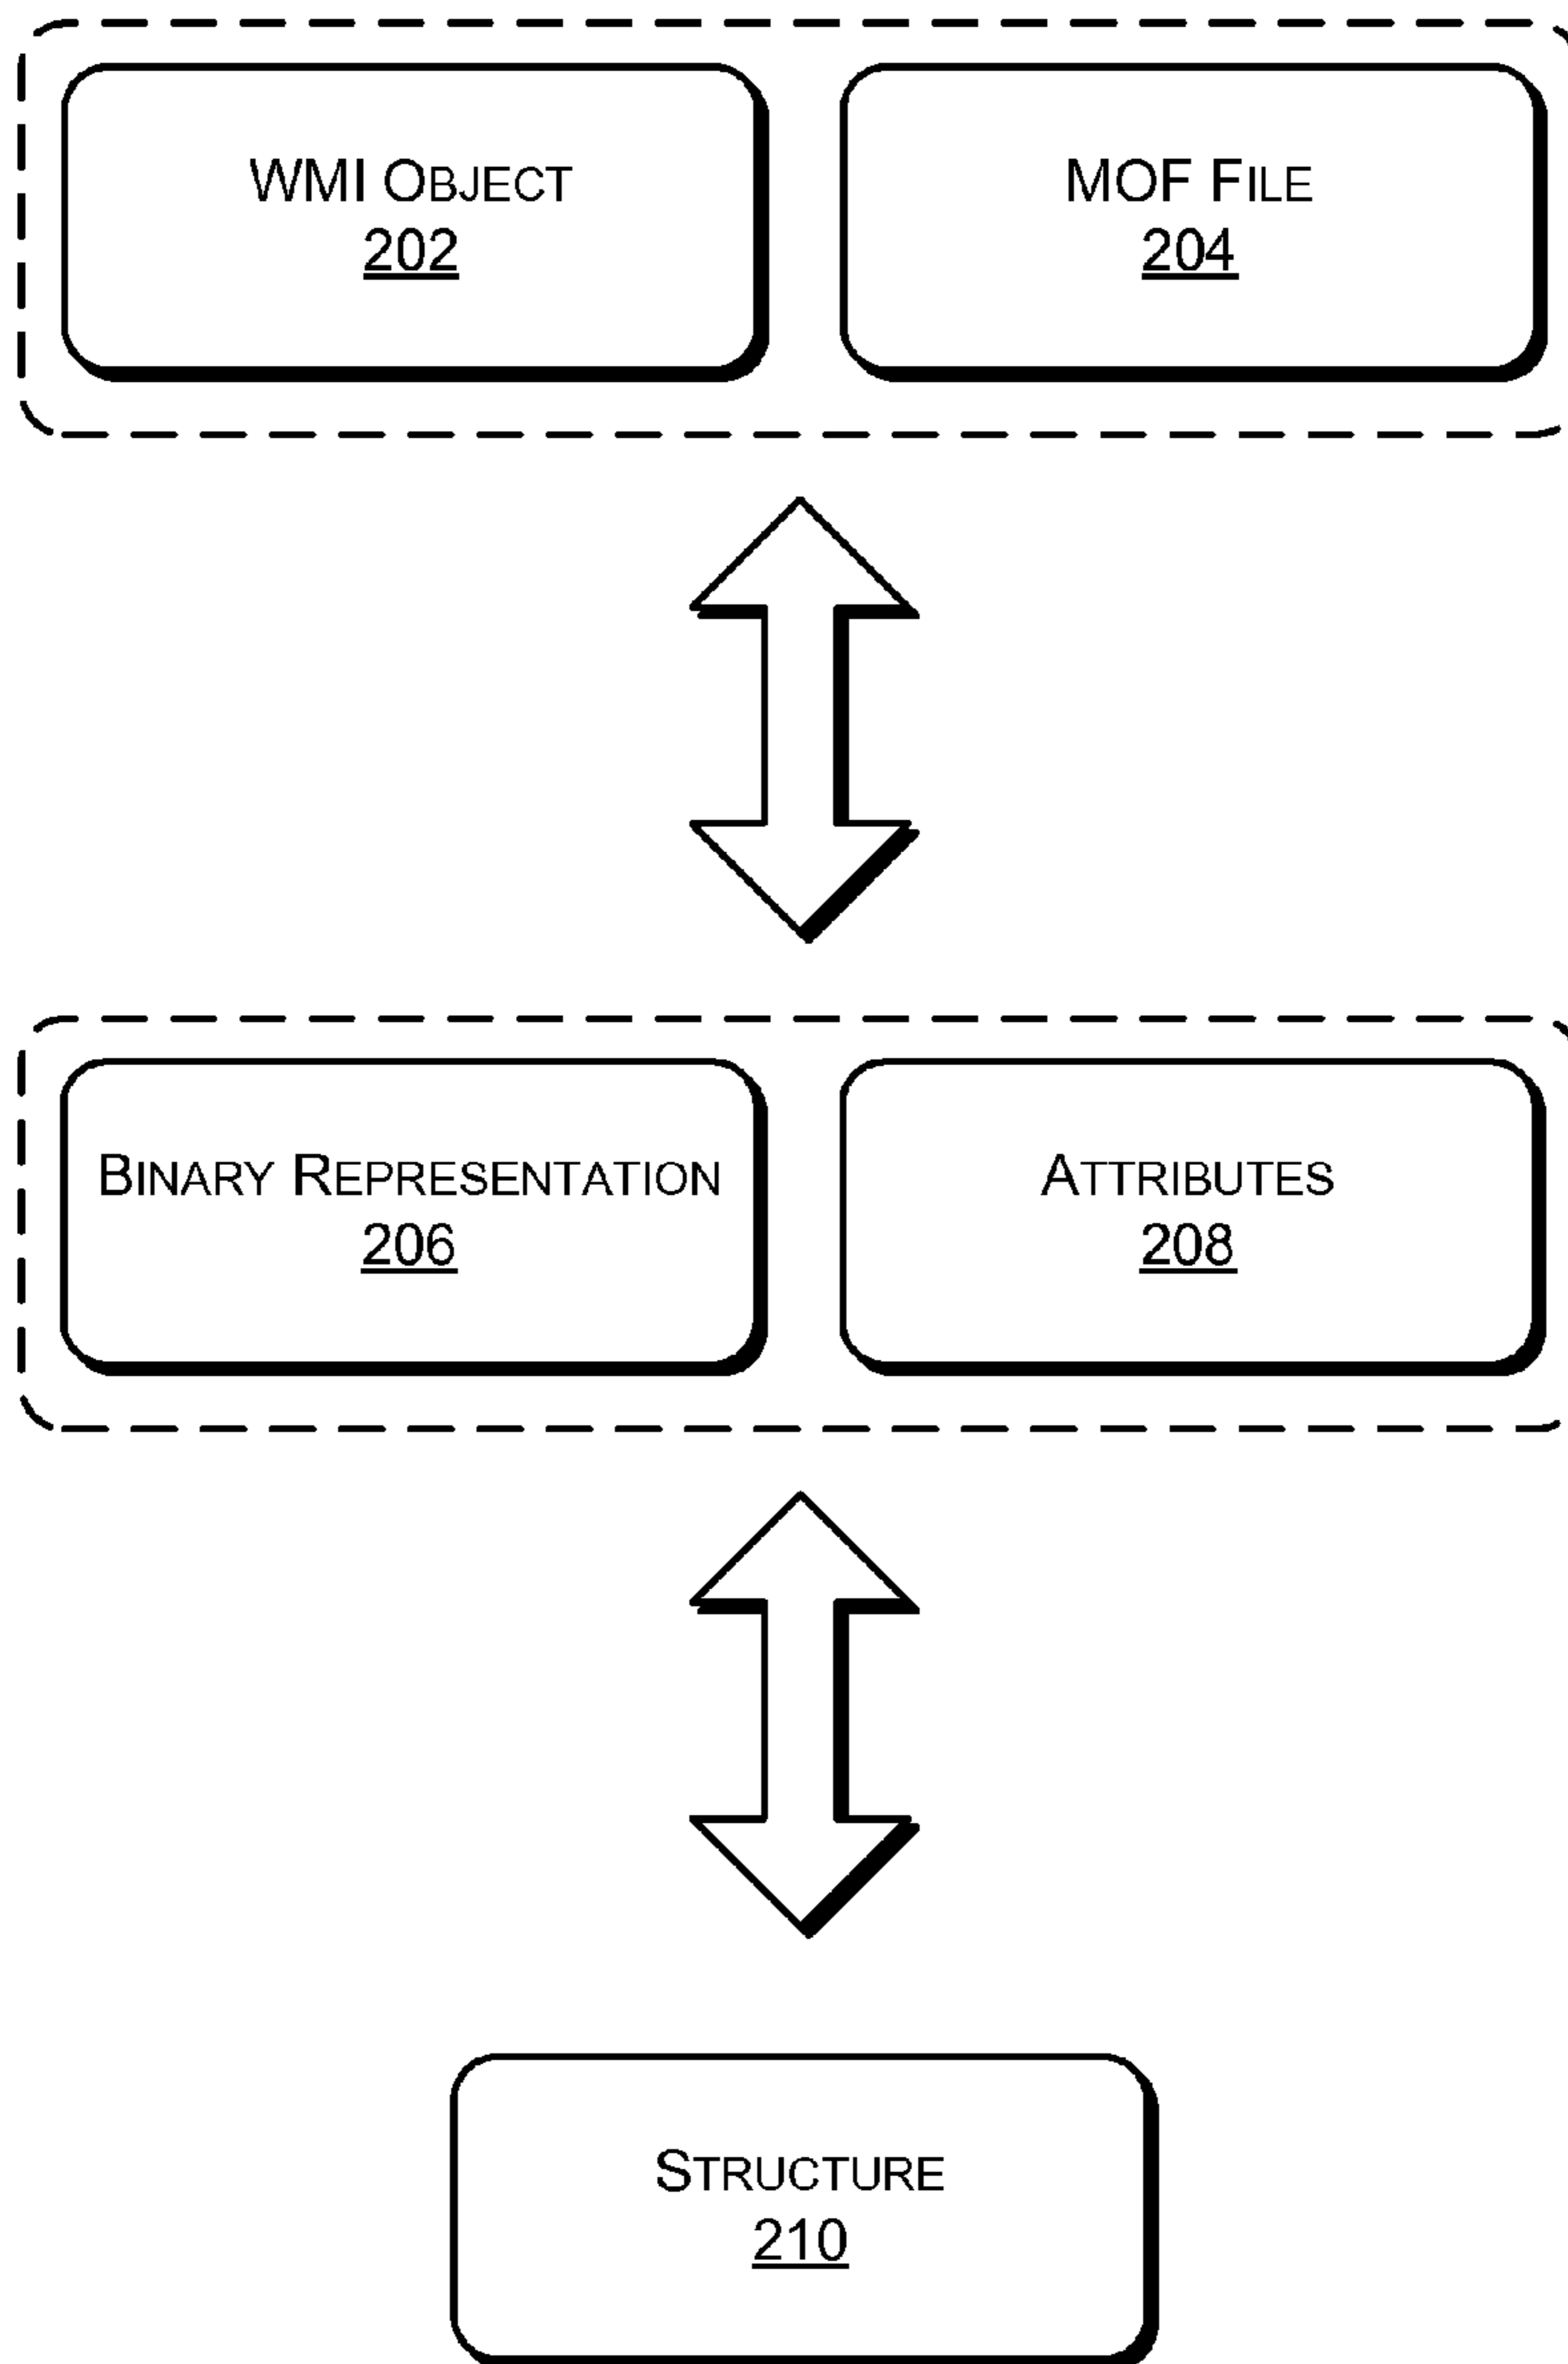 WMI OBJECT
202
MOF FILE
204
BINARY REPRESENTATION
206
ATTRIBUTES
208
STRUCTURE
210